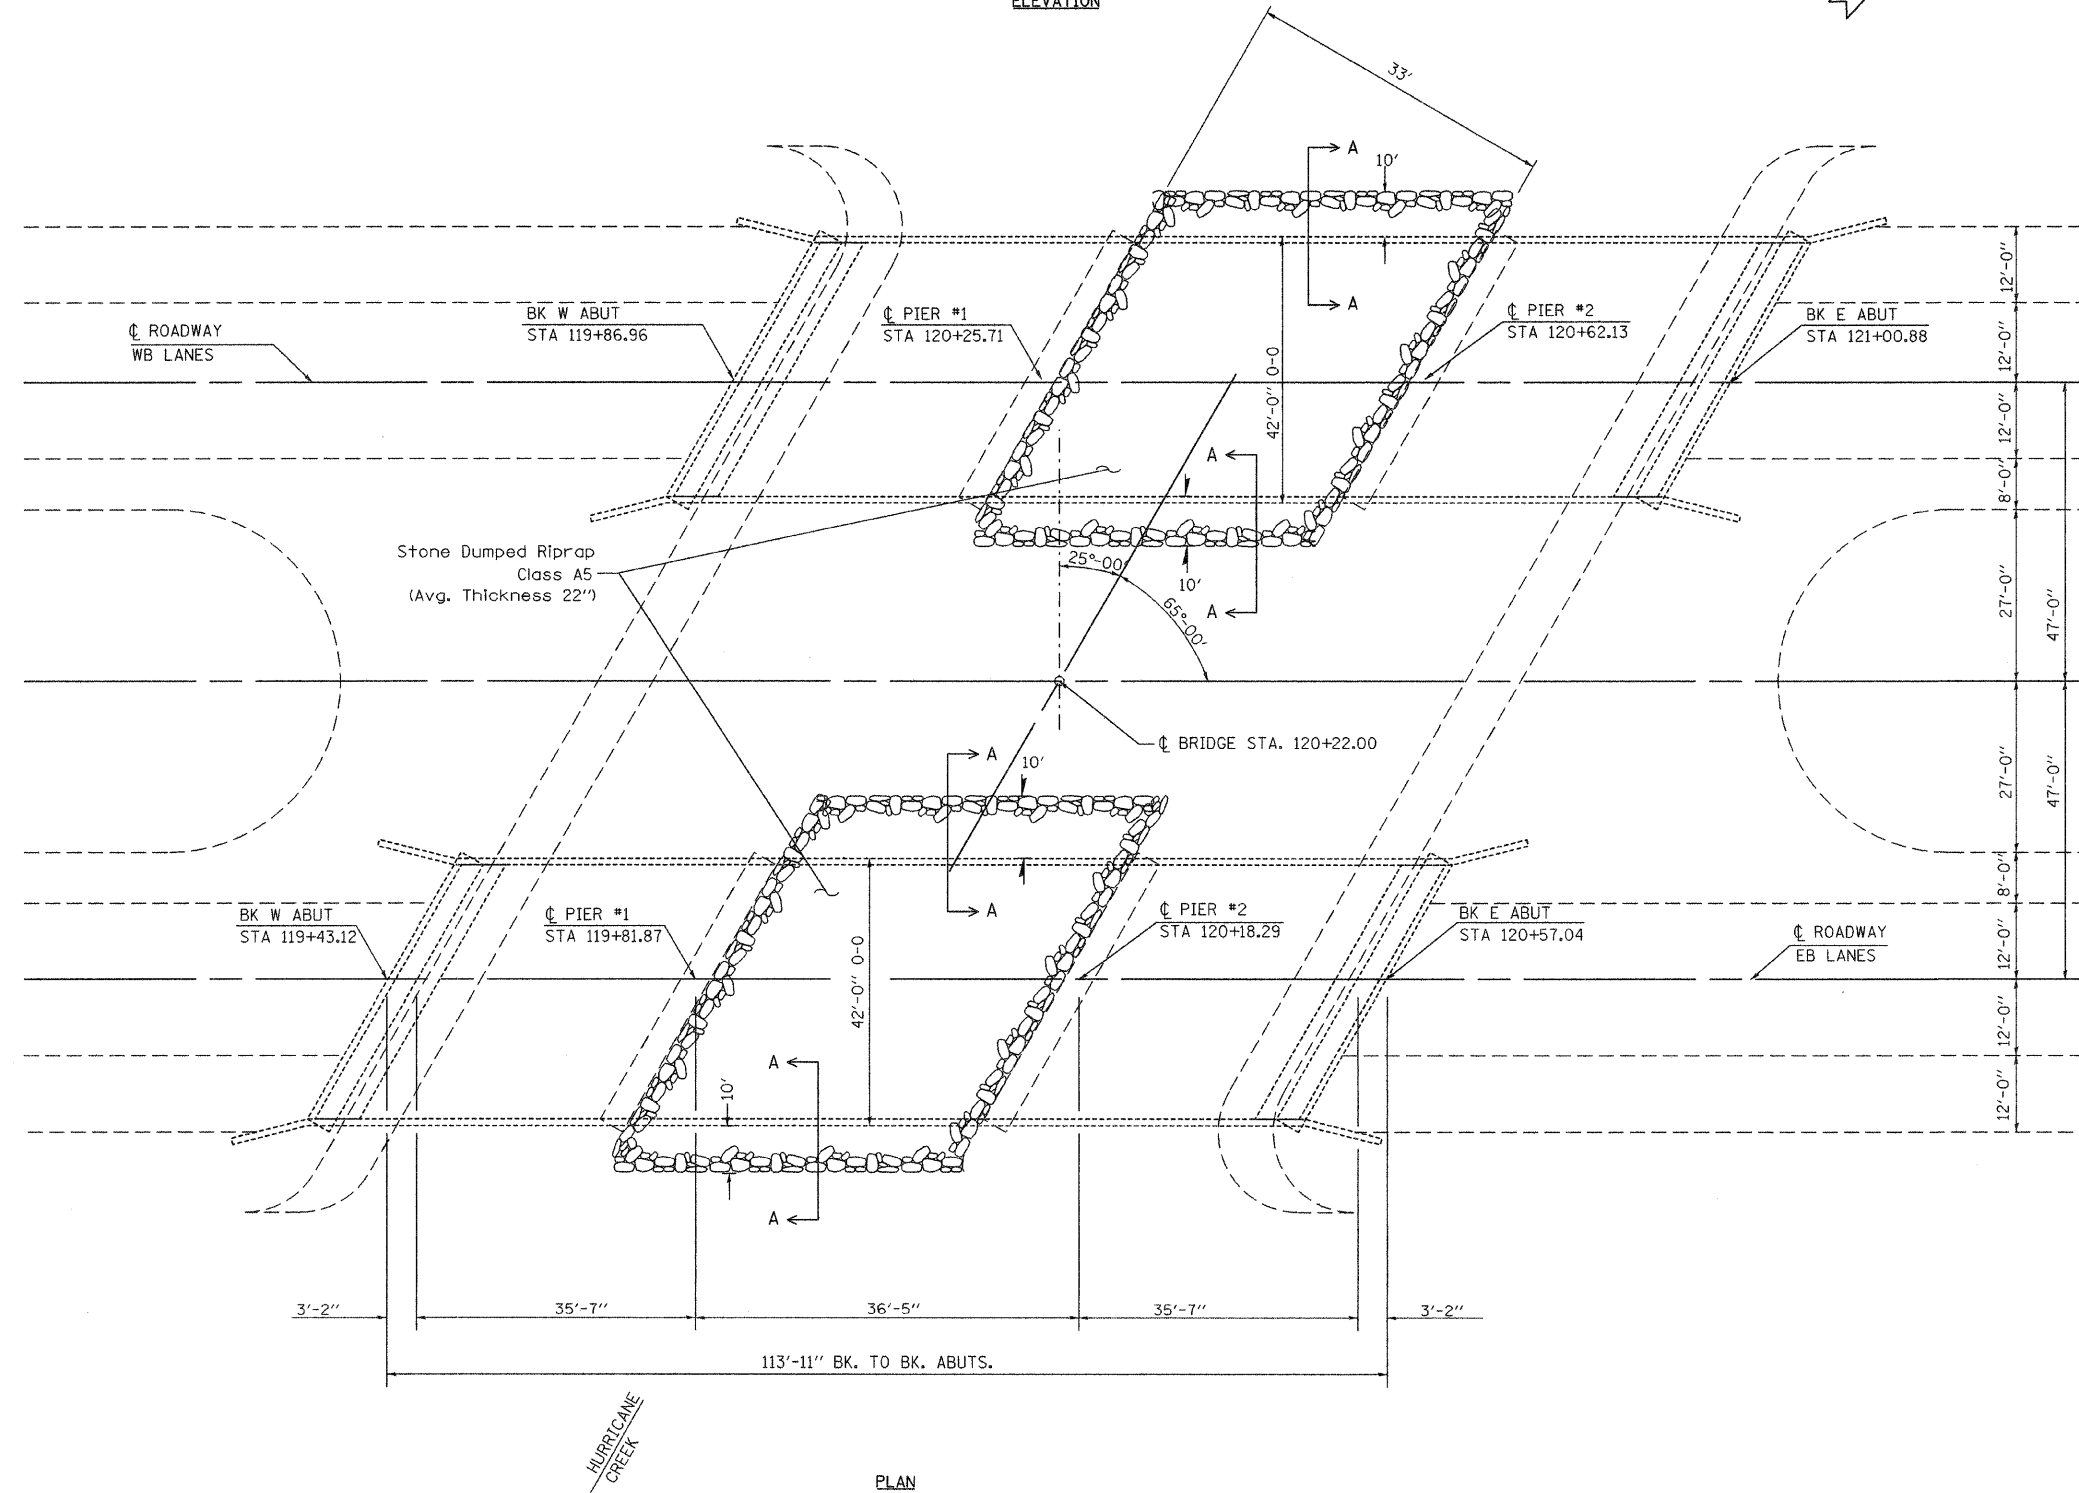 ELEVATION
33'
A
10'
A
12'-0"
℄ ROADWAY
WB LANES
BK W ABUT
STA 119+86.96
℄ PIER #1
STA 120+25.71
℄ PIER #2
STA 120+62.13
BK E ABUT
STA 121+00.88
12'-0"
42'-0" O-O
12'-0"
A
8'-0"
Stone Dumped Riprap
Class A5
(Avg. Thickness 22")
25°-00'
10'
A
65°-00'
27'-0"
47'-0"
℄ BRIDGE STA. 120+22.00
A
10'
27'-0"
47'-0"
A
8'-0"
BK W ABUT
STA 119+43.12
℄ PIER #1
STA 119+81.87
℄ PIER #2
STA 120+18.29
BK E ABUT
STA 120+57.04
℄ ROADWAY
EB LANES
12'-0"
42'-0" O-O
12'-0"
A
10'
12'-0"
A
3'-2"
35'-7"
36'-5"
35'-7"
3'-2"
113'-11" BK. TO BK. ABUTS.
HURRICANE
CREEK
PLAN